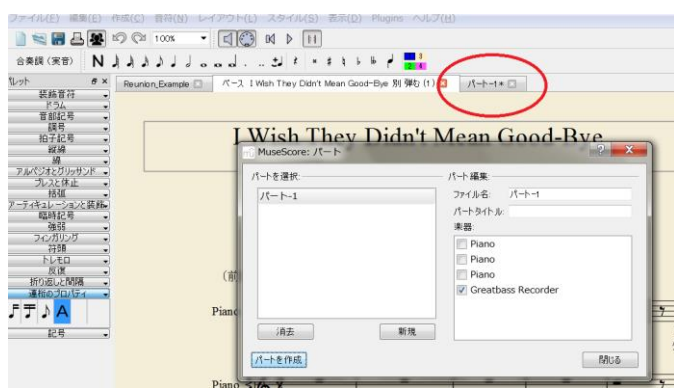 ファイル(F) 編集(E) 作成(C) 音符(N) レイアウト(L) スタイル(S) 表示(D) Plugins ヘルプ(H)
100%
合奏調 (実音) N
1 2 3 4
パレット
Reunion_Example
ベース I Wish They Didn't Mean Good-Bye 別 弾む (1)
パート-1*
装飾音符
ドラム
音部記号
調号
拍子記号
縦線
線
アルペジオとグリッサンド
ブレスと休止
括弧
アーティキュレーションと装飾
臨時記号
強弱
フィンガリング
符頭
トレモロ
反復
折り返しと間隔
連桁のプロパティ
A
記号
I Wish They Didn't Mean Good-Bye
(前
Piano
Piano
MuseScore: パート
パートを選択:
パート-1
消去
新規
パートを作成
パート編集:
ファイル名: パート-1
パートタイトル:
楽器:
Piano
Piano
Piano
Greatbass Recorder
閉じる